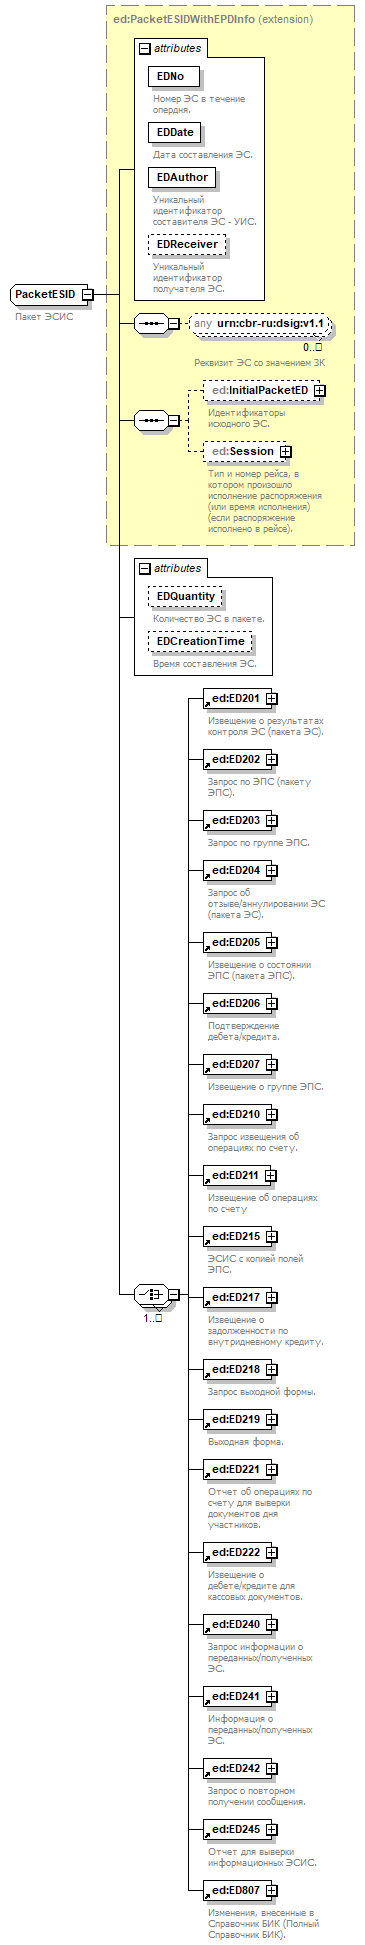 ed:PacketESIDWithEPDInfo (extension)
attributes
EDNo
Номер ЭС в течение
опердня.
EDDate
Дата составления ЭС.
EDAuthor
Уникальный
идентификатор
составителя ЭС - УИС.
EDReceiver
Уникальный
идентификатор
получателя ЭС.
PacketESID
Пакет ЭСИС
any urn:cbr-ru:dsig:v1.1
0..
Реквизит ЭС со значением ЗК
ed:InitialPacketED
Идентификаторы
исходного ЭС.
ed:Session
Тип и номер рейса, в
котором произошло
исполнение распоряжения
(или время исполнения)
(если распоряжение
исполнено в рейсе).
attributes
EDQuantity
Количество ЭС в пакете.
EDCreationTime
Время составления ЭС.
ed:ED201
Извещение о результатах
контроля ЭС (пакета ЭС).
ed:ED202
Запрос по ЭПС (пакету
ЭПС).
ed:ED203
Запрос по группе ЭПС.
ed:ED204
Запрос об
отзыве/аннулировании ЭС
(пакета ЭС).
ed:ED205
Извещение о состоянии
ЭПС (пакета ЭПС).
ed:ED206
Подтверждение
дебета/кредита.
ed:ED207
Извещение о группе ЭПС.
ed:ED210
Запрос извещения об
операциях по счету.
ed:ED211
Извещение об операциях
по счету
ed:ED215
ЭСИС с копией полей
ЭПС.
1..
ed:ED217
Извещение о
задолженности по
внутридневному кредиту.
ed:ED218
Запрос выходной формы.
ed:ED219
Выходная форма.
ed:ED221
Отчет об операциях по
счету для выверки
документов дня
участников.
ed:ED222
Извещение о
дебете/кредите для
кассовых документов.
ed:ED240
Запрос информации о
переданных/полученных
ЭС.
ed:ED241
Информация о
переданных/полученных
ЭС.
ed:ED242
Запрос о повторном
получении сообщения.
ed:ED245
Отчет для выверки
информационных ЭСИС.
ed:ED807
Изменения, внесенные в
Справочник БИК (Полный
Справочник БИК).